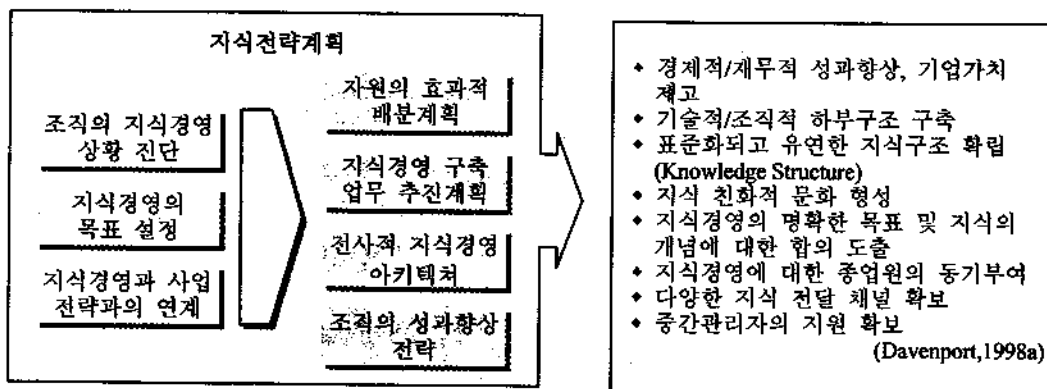 지식전략계획
조직의 지식경영
상황 진단
지식경영의
목표 설정
지식경영과 사업
전략과의 연계
자원의 효과적
배분계획
지식경영 구축
업무 추진계획
전사적 지식경영
아키텍쳐
조직의 성과향상
전략
◆ 경제적/재무적 성과향상, 기업가치
제고
◆ 기술적/조직적 하부구조 구축
◆ 표준화되고 유연한 지식구조 확립
(Knowledge Structure)
◆ 지식 친화적 문화 형성
◆ 지식경영의 명확한 목표 및 지식의
개념에 대한 합의 도출
◆ 지식경영에 대한 종업원의 동기부여
◆ 다양한 지식 전달 채널 확보
◆ 중간관리자의 지원 확보
(Davenport,1998a)